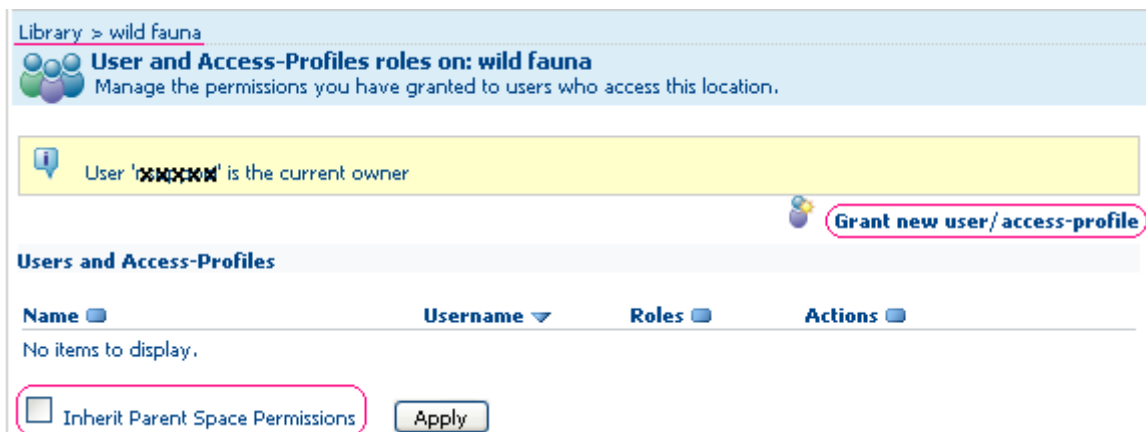 Library > wild fauna
User and Access-Profiles roles on: wild fauna
Manage the permissions you have granted to users who access this location.
User ' ' is the current owner
Grant new user/access-profile
Users and Access-Profiles
Name Username Roles Actions
No items to display.
Inherit Parent Space Permissions Apply